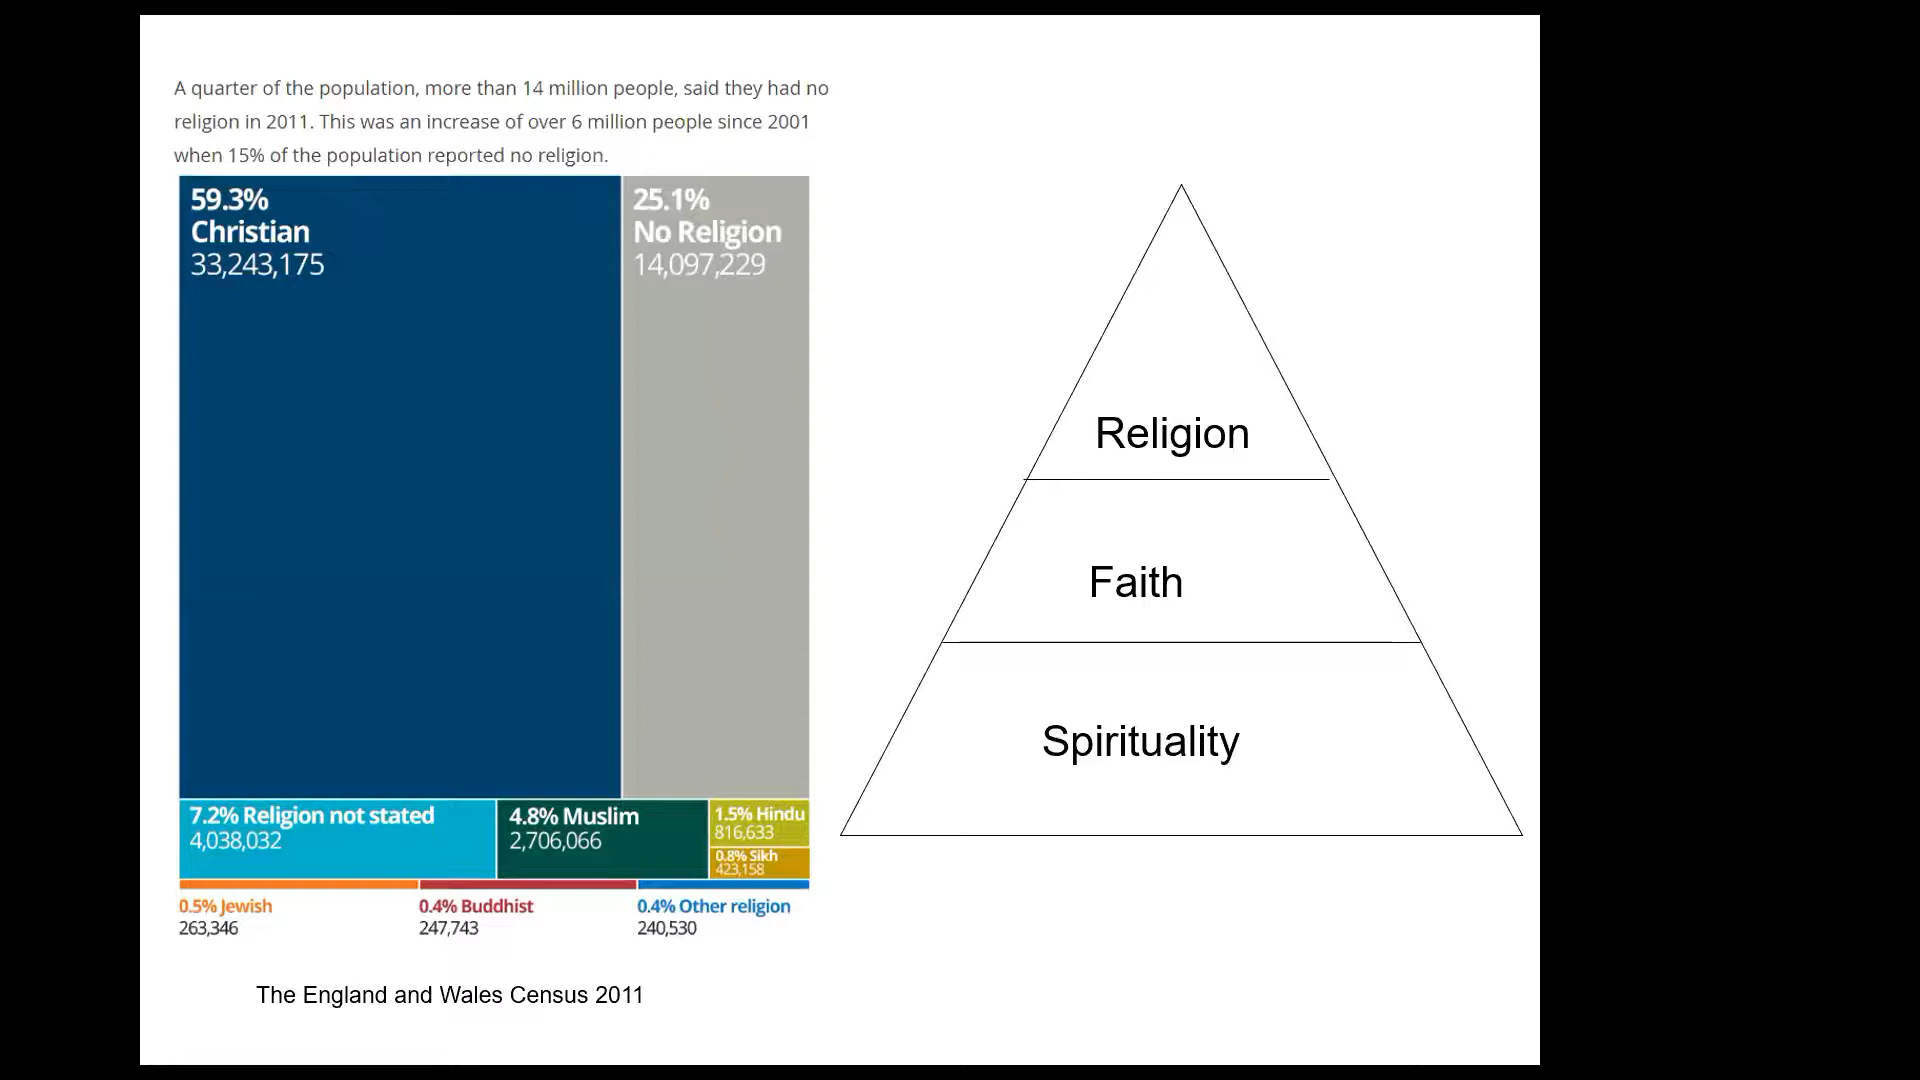 A quarter of the population, more than 14 million people, said they had no
religion in 2011. This was an increase of over 6 million people since 2001
when 15% of the population reported no religion.
59.3%
Christian
33,243,175
25.1%
No Religion
14,097,229
7.2% Religion not stated
4,038,032
4.8% Muslim
2,706,066
1.5% Hindu
816,633
0.8% Sikh
423,158
0.5% Jewish
263,346
0.4% Buddhist
247,743
0.4% Other religion
240,530
The England and Wales Census 2011
Religion
Faith
Spirituality